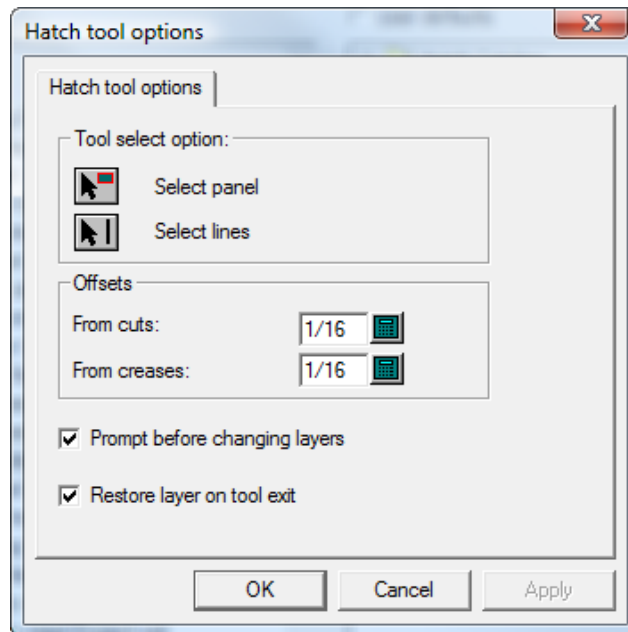 Hatch tool options
Hatch tool options
Tool select option:
Select panel
Select lines
Offsets
From cuts: 1/16
From creases: 1/16
Prompt before changing layers
Restore layer on tool exit
OK Cancel Apply